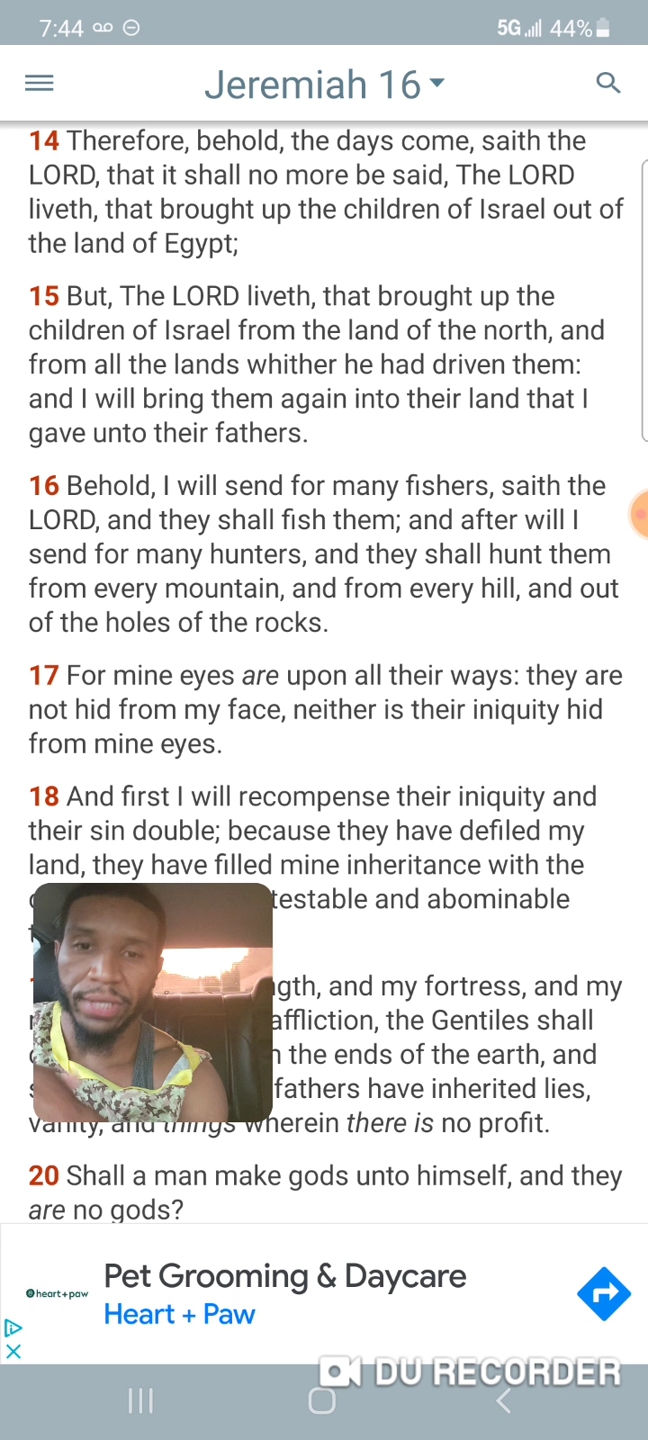 7:44
5G 44%
Jeremiah 16
14 Therefore, behold, the days come, saith the
LORD, that it shall no more be said, The LORD
liveth, that brought up the children of Israel out of
the land of Egypt;
15 But, The LORD liveth, that brought up the
children of Israel from the land of the north, and
from all the lands whither he had driven them:
and I will bring them again into their land that I
gave unto their fathers.
16 Behold, I will send for many fishers, saith the
LORD, and they shall fish them; and after will I
send for many hunters, and they shall hunt them
from every mountain, and from every hill, and out
of the holes of the rocks.
17 For mine eyes are upon all their ways: they are
not hid from my face, neither is their iniquity hid
from mine eyes.
18 And first I will recompense their iniquity and
their sin double; because they have defiled my
land, they have filled mine inheritance with the
testable and abominable
ngth, and my fortress, and my
affliction, the Gentiles shall
the ends of the earth, and
fathers have inherited lies,
vanity, and things wherein there is no profit.
20 Shall a man make gods unto himself, and they
are no gods?
heart+paw
Pet Grooming & Daycare
Heart + Paw
DU RECORDER